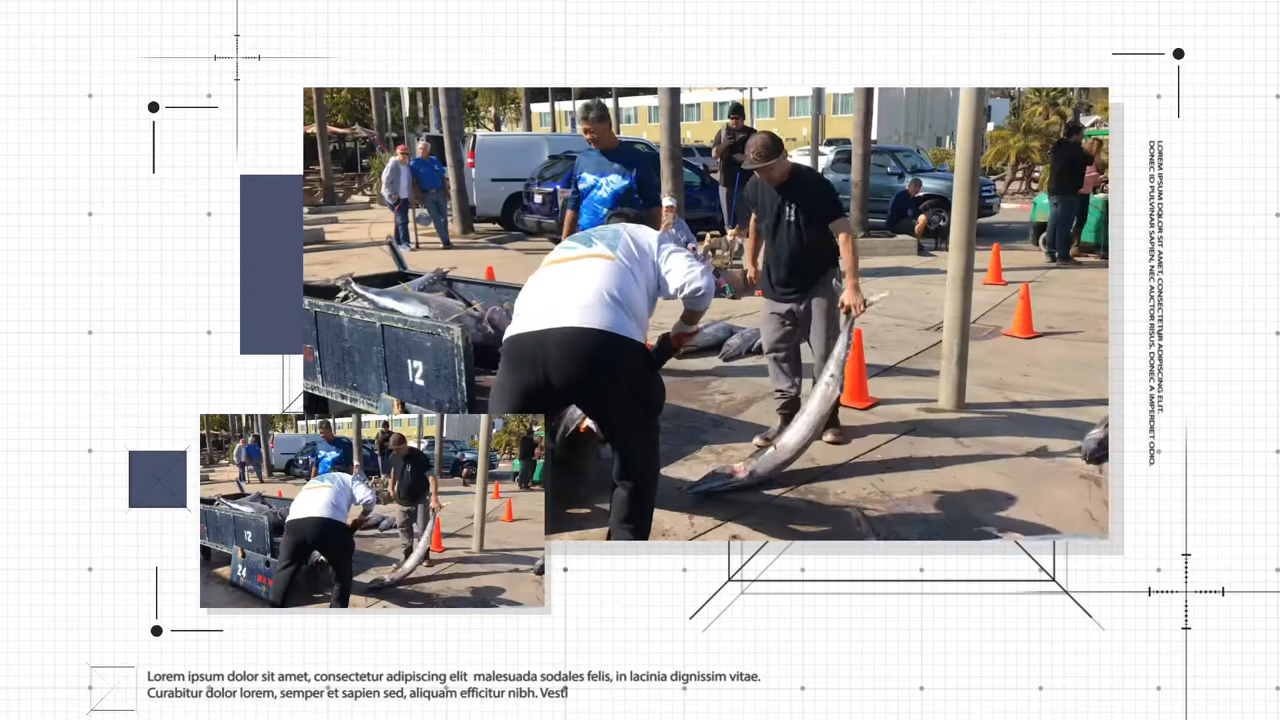 LOREM IPSUM DOLOR SIT AMET, CONSECTETUR ADIPISCING ELIT.
DONEC ID PULVINAR SAPIEN, NEC AUCTOR RISUS. DONEC A IMPERDIET ODIO.
12
12
24
Lorem ipsum dolor sit amet, consectetur adipiscing elit malesuada sodales felis, in lacinia dignissim vitae.
Curabitur dolor lorem, semper et sapien sed, aliquam efficitur nibh. Vesti